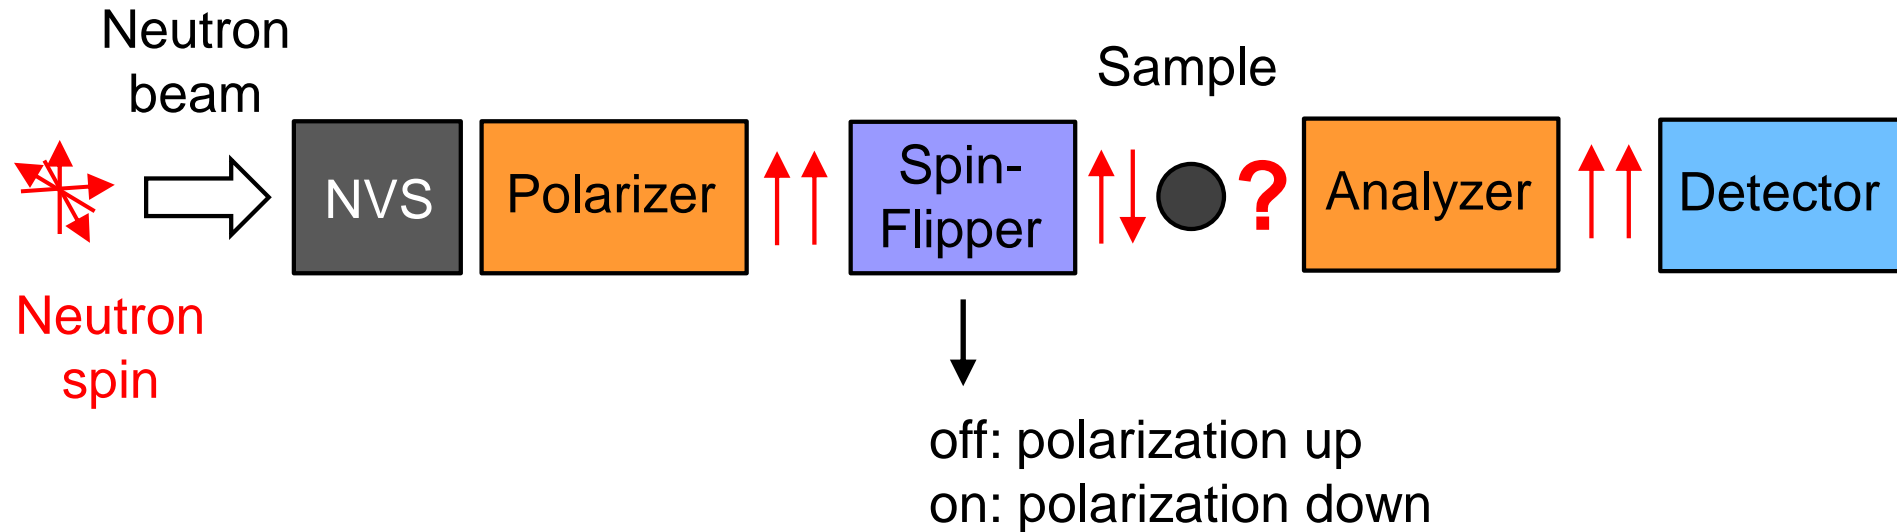 Neutron
beam
Sample
NVS
Polarizer
Spin-
Flipper
?
Analyzer
Detector
Neutron
spin
off: polarization up
on: polarization down